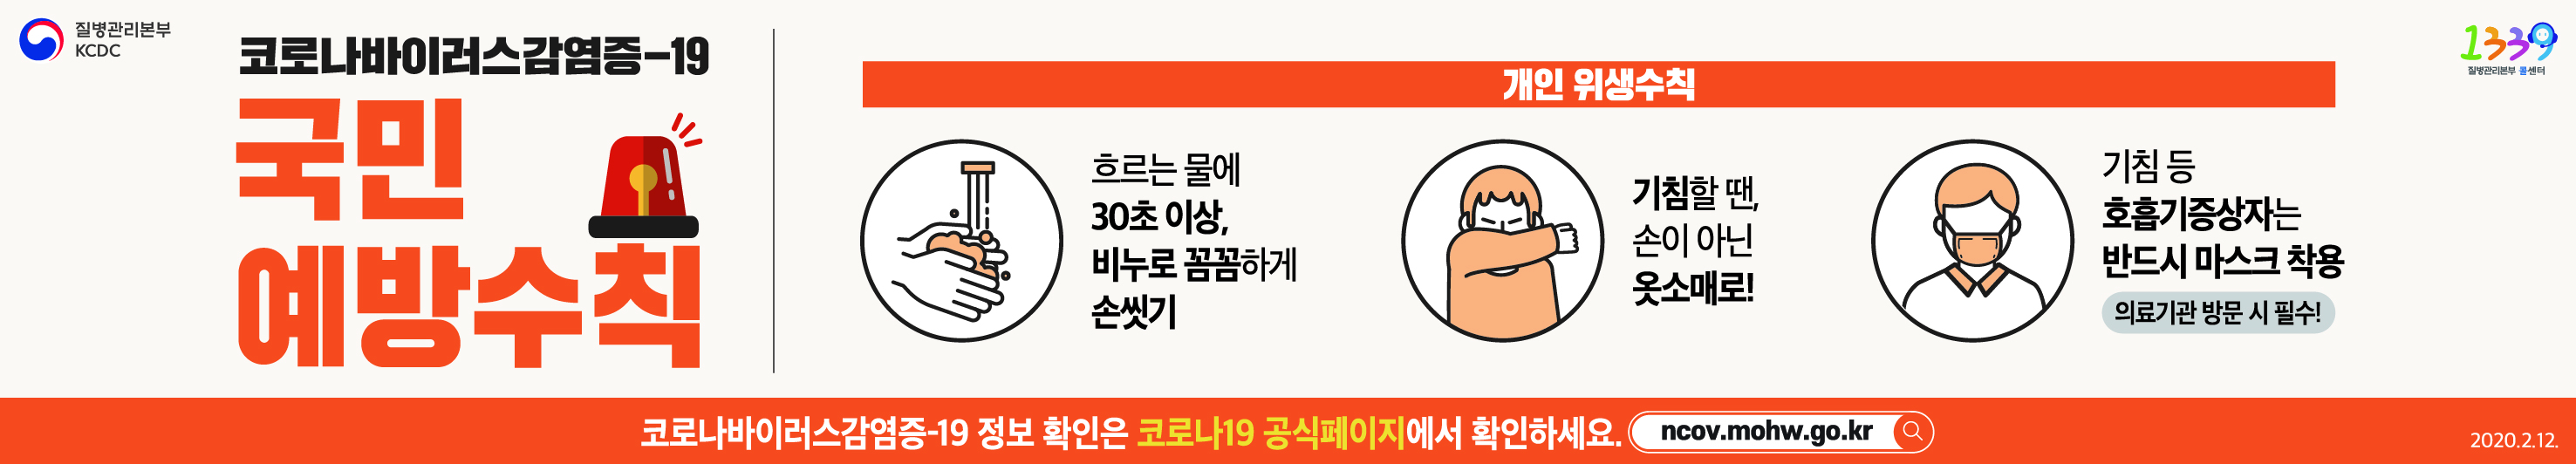 질병관리본부
KCDC
코로나바이러스감염증-19
국민
예방수칙
개인 위생수칙
흐르는 물에
30초 이상,
비누로 꼼꼼하게
손씻기
기침할 땐,
손이 아닌
옷소매로!
기침 등
호흡기증상자는
반드시 마스크 착용
의료기관 방문 시 필수!
1339
질병관리본부 콜센터
코로나바이러스감염증-19 정보 확인은 코로나19 공식페이지에서 확인하세요. ncov.mohw.go.kr
2020.2.12.